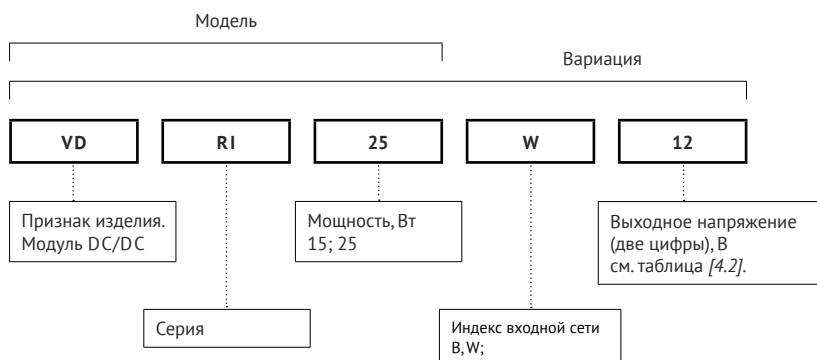 Модель
Вариация
VD RI 25 W 12
Признак изделия.
Модуль DC/DC
Мощность, Вт
15; 25
Выходное напряжение
(две цифры), В
см. таблица [4.2].
Серия
Индекс входной сети
B, W;